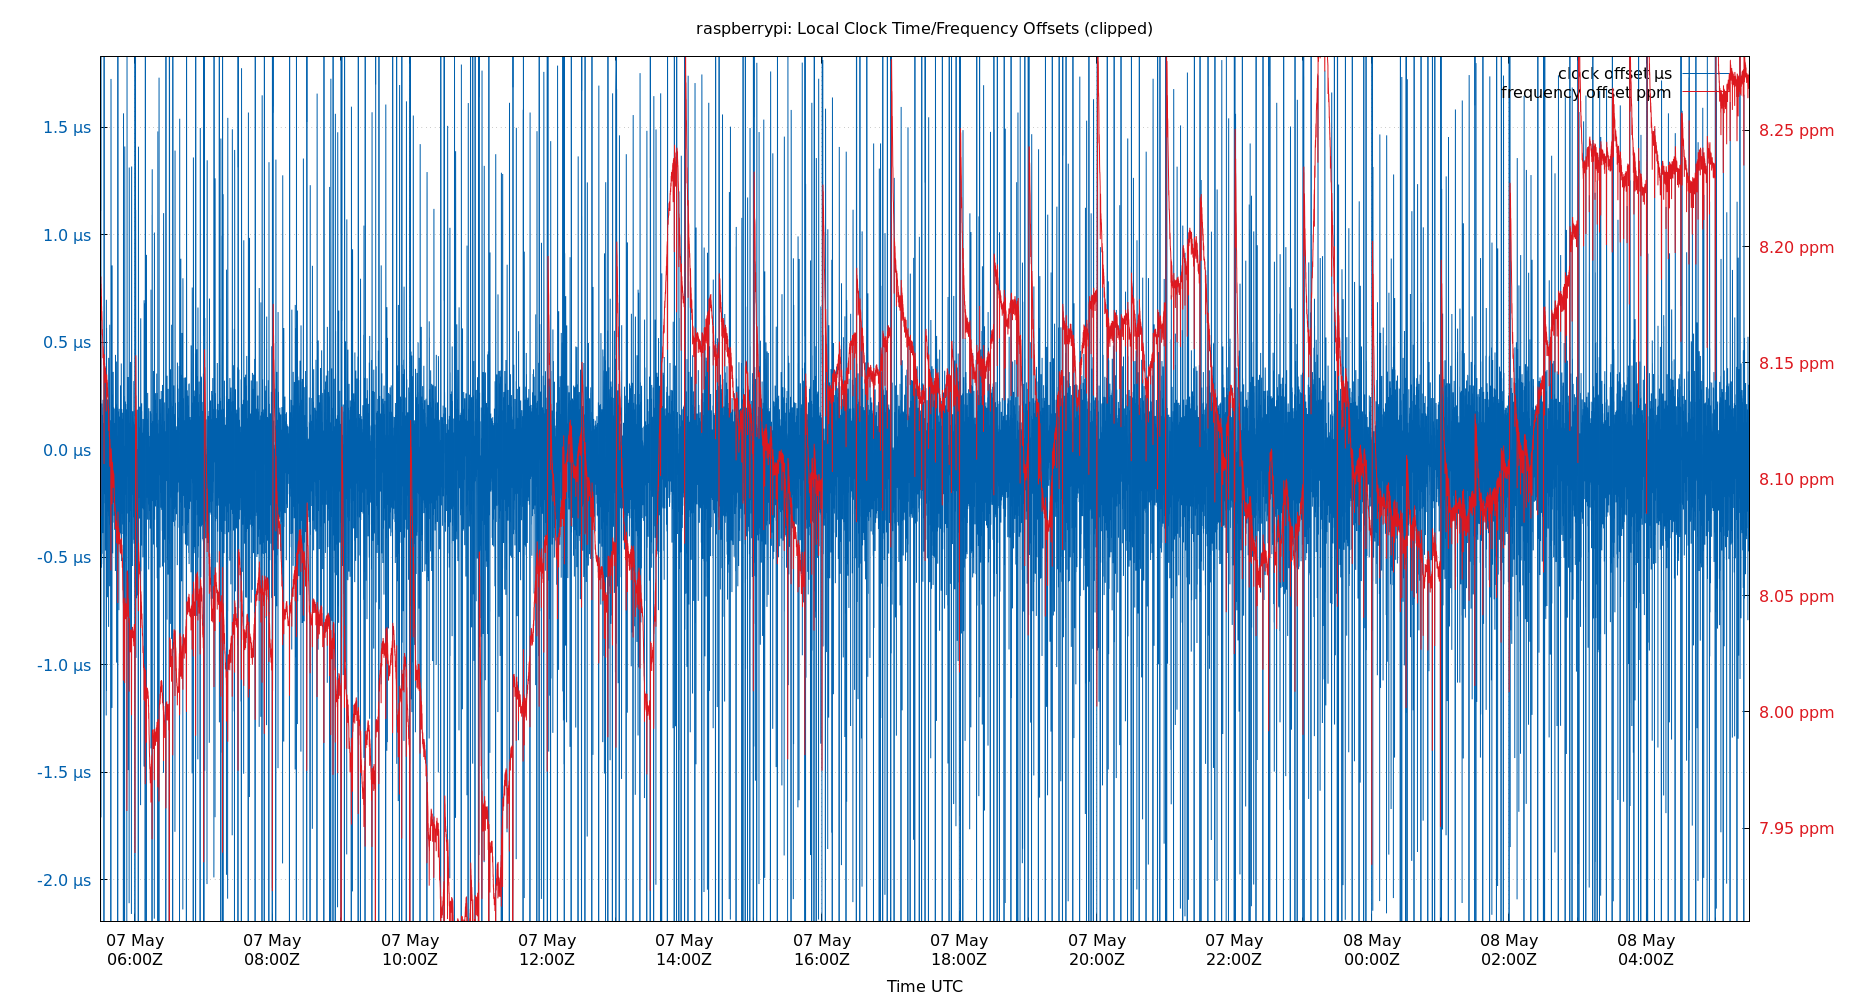 raspberrypi: Local Clock Time/Frequency Offsets (clipped)
clock offset µs
frequency offset ppm
1.5 µs
1.0 µs
0.5 µs
0.0 µs
-0.5 µs
-1.0 µs
-1.5 µs
-2.0 µs
8.25 ppm
8.20 ppm
8.15 ppm
8.10 ppm
8.05 ppm
8.00 ppm
7.95 ppm
07 May 07 May 07 May 07 May 07 May 07 May 07 May 07 May 07 May 08 May 08 May 08 May
06:00Z 08:00Z 10:00Z 12:00Z 14:00Z 16:00Z 18:00Z 20:00Z 22:00Z 00:00Z 02:00Z 04:00Z
Time UTC